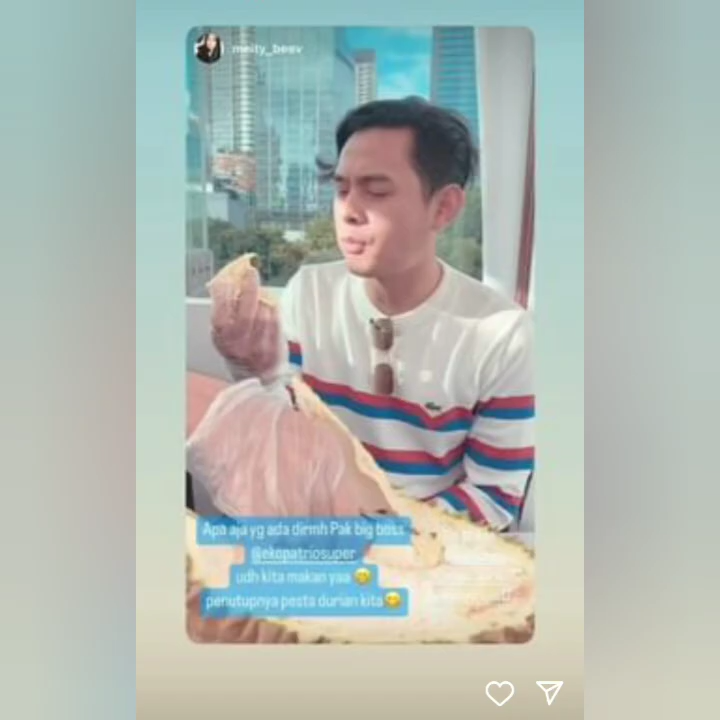 meity_beev
Apa aja yg ada dirmh Pak big boss
@ekopatriosuper
udh kita makan yaa 😋
penutupnya pesta durian kita😋